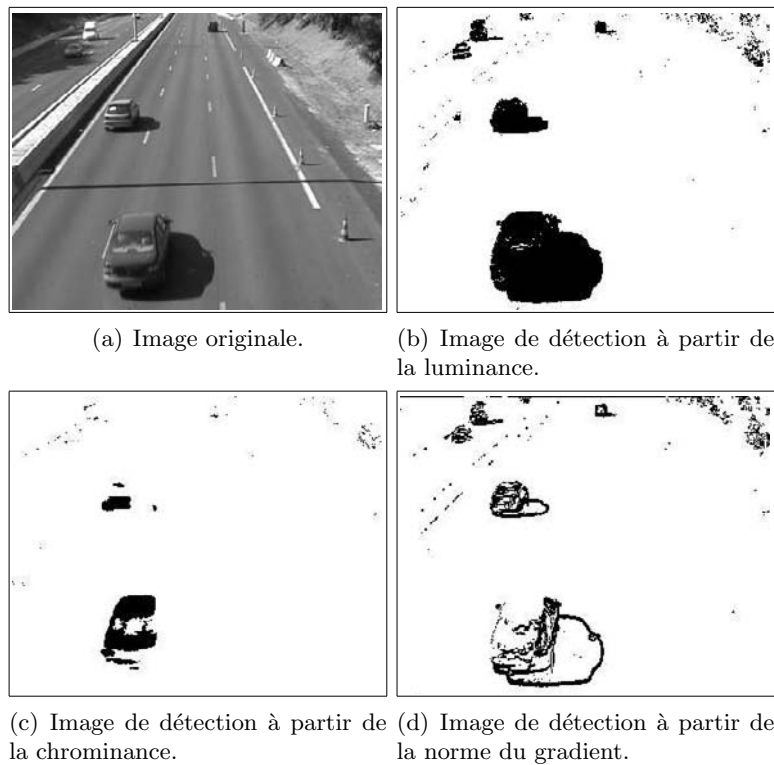 (a) Image originale.
(b) Image de détection à partir de
la luminance.
(c) Image de détection à partir de
la chrominance.
(d) Image de détection à partir de
la norme du gradient.